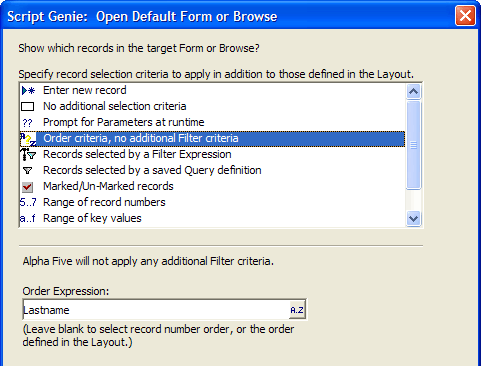 Script Genie: Open Default Form or Browse
Show which records in the target Form or Browse?
Specify record selection criteria to apply in addition to those defined in the Layout.
Enter new record
No additional selection criteria
?? Prompt for Parameters at runtime
A..Z Order criteria, no additional Filter criteria
Records selected by a Filter Expression
Records selected by a saved Query definition
Marked/Un-Marked records
5..7 Range of record numbers
a..f Range of key values
Alpha Five will not apply any additional Filter criteria.
Order Expression:
Lastname A..Z
(Leave blank to select record number order, or the order
defined in the Layout.)